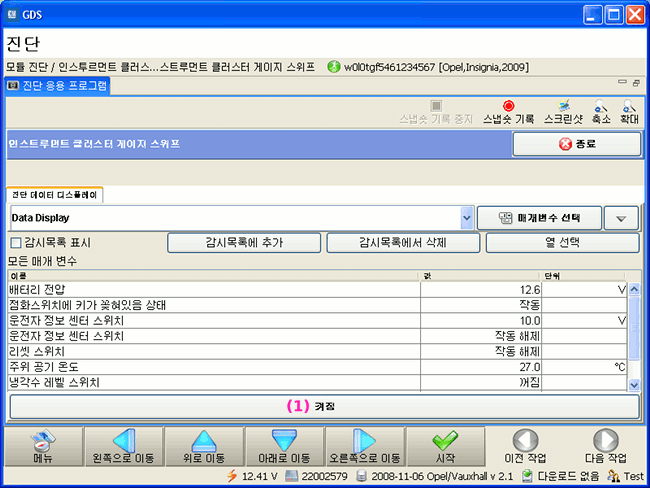 GDS
진단
모듈 진단 / 인스투르먼트 클러스...스트루먼트 클러스터 게이지 스위프 w0l0tgf5461234567 [Opel,Insignia,2009]
진단 응용 프로그램
스냅숏 기록 중지 스냅숏 기록 스크린샷 축소 확대
인스트루먼트 클러스터 게이지 스위프 종료
진단 데이터 디스플레이
Data Display 매개변수 선택
감시목록 표시 감시목록에 추가 감시목록에서 삭제 열 선택
모든 매개 변수
이름 값 단위
배터리 전압 12.6 V
점화스위치에 키가 꽂혀있음 상태 작동
운전자 정보 센터 스위치 10.0 V
운전자 정보 센터 스위치 작동 해제
리셋 스위치 작동 해제
주위 공기 온도 27.0 °C
냉각수 레벨 스위치 꺼짐
(1) 켜짐
메뉴 왼쪽으로 이동 위로 이동 아래로 이동 오른쪽으로 이동 시작 이전 작업 다음 작업
12.41 V 22002579 2008-11-06 Opel/Vauxhall v 2.1 다운로드 없음 Test